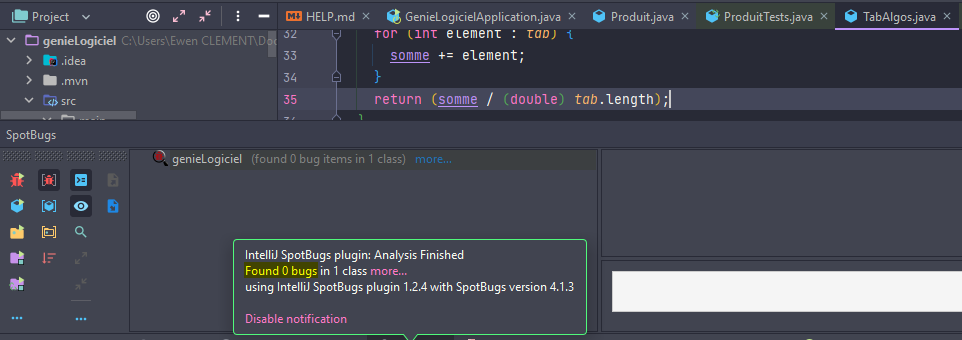 Project
HELP.md
GenieLogicielApplication.java
Produit.java
ProduitTests.java
TabAlgos.java
genieLogiciel C:\Users\Ewen CLEMENT\Doc
.idea
.mvn
src
main
32 for (int element : tab) {
33 somme += element;
34 }
35 return (somme / (double) tab.length);
36 }
SpotBugs
genieLogiciel (found 0 bug items in 1 class) more...
IntelliJ SpotBugs plugin: Analysis Finished
Found 0 bugs in 1 class more...
using IntelliJ SpotBugs plugin 1.2.4 with SpotBugs version 4.1.3
Disable notification